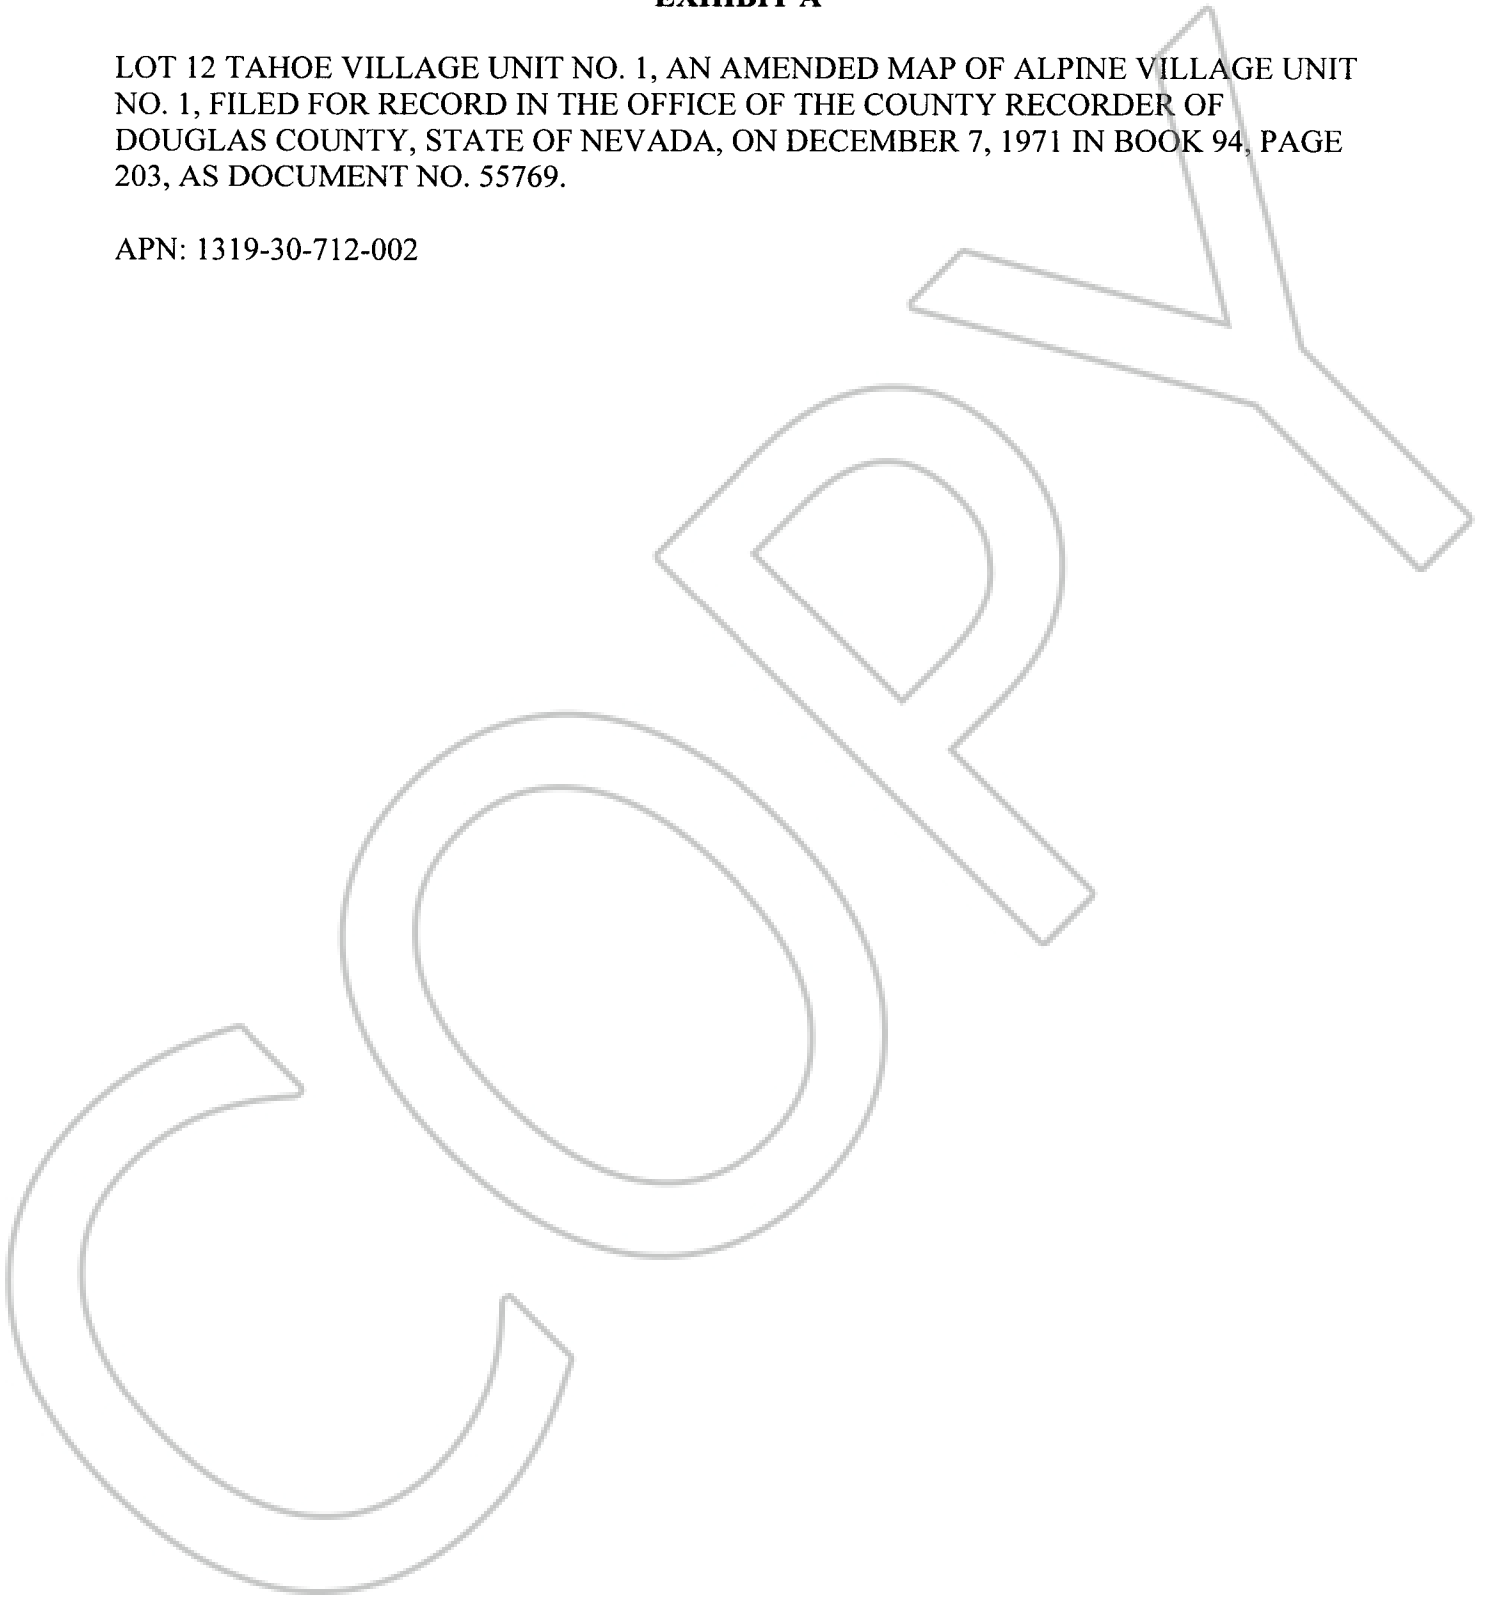 EXHIBIT A
LOT 12 TAHOE VILLAGE UNIT NO. 1, AN AMENDED MAP OF ALPINE VILLAGE UNIT
NO. 1, FILED FOR RECORD IN THE OFFICE OF THE COUNTY RECORDER OF
DOUGLAS COUNTY, STATE OF NEVADA, ON DECEMBER 7, 1971 IN BOOK 94, PAGE
203, AS DOCUMENT NO. 55769.
APN: 1319-30-712-002
COPY